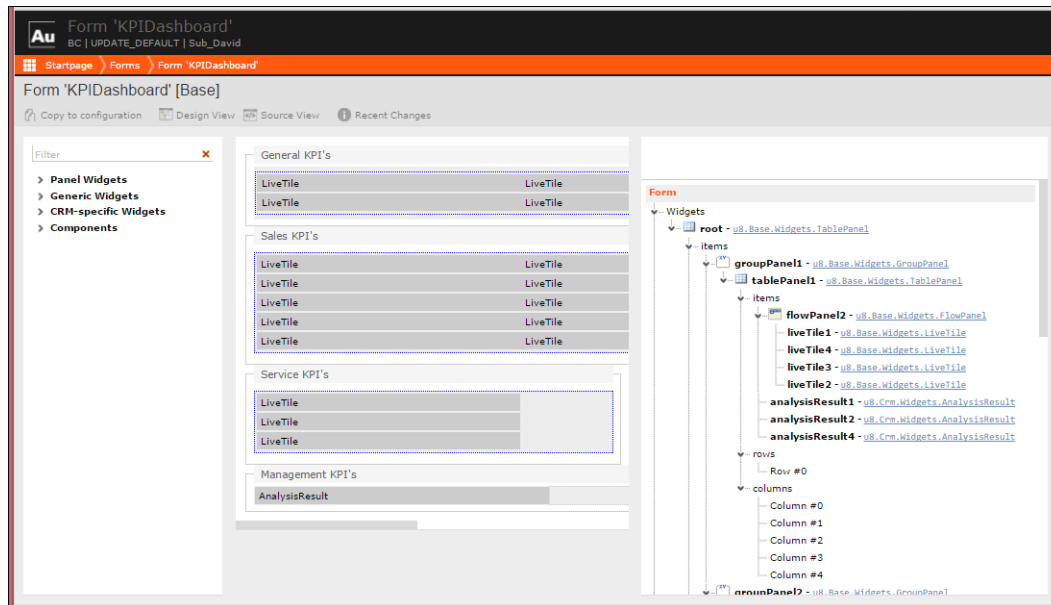 Au
Form 'KPIDashboard'
BC | UPDATE_DEFAULT | Sub_David
Startpage
Forms
Form 'KPIDashboard'
Form 'KPIDashboard' [Base]
Copy to configuration
Design View
Source View
Recent Changes
Filter
Panel Widgets
Generic Widgets
CRM-specific Widgets
Components
General KPI's
LiveTile LiveTile
LiveTile LiveTile
Sales KPI's
LiveTile LiveTile
LiveTile LiveTile
LiveTile LiveTile
LiveTile LiveTile
LiveTile LiveTile
Service KPI's
LiveTile
LiveTile
LiveTile
Management KPI's
AnalysisResult
Form
Widgets
root - u8.Base.Widgets.TablePanel
items
groupPanel1 - u8.Base.Widgets.GroupPanel
tablePanel1 - u8.Base.Widgets.TablePanel
items
flowPanel2 - u8.Base.Widgets.FlowPanel
liveTile1 - u8.Base.Widgets.LiveTile
liveTile4 - u8.Base.Widgets.LiveTile
liveTile3 - u8.Base.Widgets.LiveTile
liveTile2 - u8.Base.Widgets.LiveTile
analysisResult1 - u8.Crm.Widgets.AnalysisResult
analysisResult2 - u8.Crm.Widgets.AnalysisResult
analysisResult4 - u8.Crm.Widgets.AnalysisResult
rows
Row #0
columns
Column #0
Column #1
Column #2
Column #3
Column #4
groupPanel2 - u8.Base.Widgets.GroupPanel